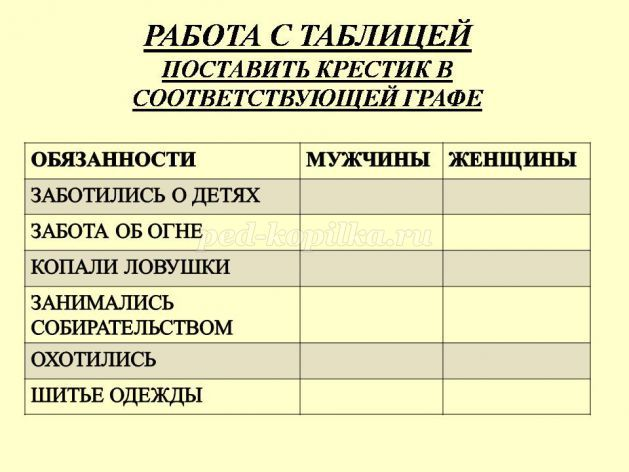 РАБОТА С ТАБЛИЦЕЙ
ПОСТАВИТЬ КРЕСТИК В
СООТВЕТСТВУЮЩЕЙ ГРАФЕ
ОБЯЗАННОСТИ МУЖЧИНЫ ЖЕНЩИНЫ
ЗАБОТИЛИСЬ О ДЕТЯХ
ЗАБОТА ОБ ОГНЕ
ped-kopilka.ru
КОПАЛИ ЛОВУШКИ
ЗАНИМАЛИСЬ
СОБИРАТЕЛЬСТВОМ
ОХОТИЛИСЬ
ШИТЬЕ ОДЕЖДЫ